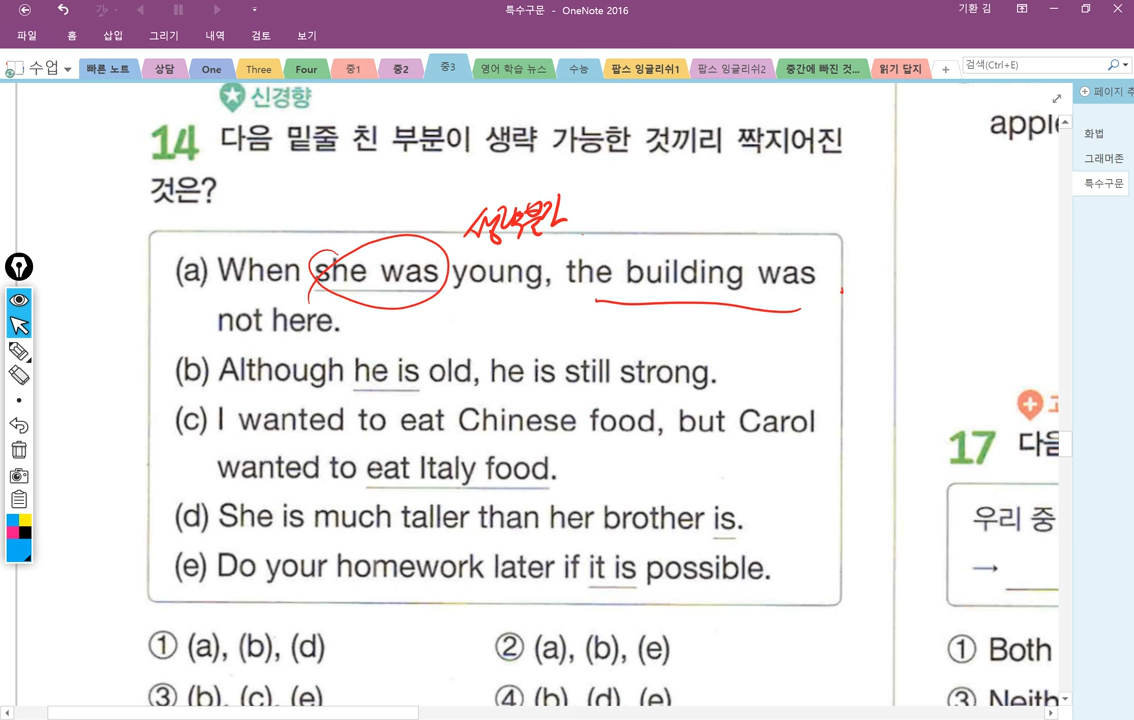 특수구문 - OneNote 2016
기환 김
파일 홈 삽입 그리기 내역 검토 보기
수업 빠른 노트 상담 One Three Four 중1 중2 중3 영어 학습 뉴스 수능 팝스 잉글리쉬1 팝스 잉글리쉬2 중간에 빠진 것... 읽기 답지 + 검색(Ctrl+E)
페이지 추
화법
그래머존
특수구문
신경향
14 다음 밑줄 친 부분이 생략 가능한 것끼리 짝지어진
것은?
생략불가
(a) When she was young, the building was
not here.
(b) Although he is old, he is still strong.
(c) I wanted to eat Chinese food, but Carol
wanted to eat Italy food.
(d) She is much taller than her brother is.
(e) Do your homework later if it is possible.
① (a), (b), (d) ② (a), (b), (e)
③ (b), (c), (e) ④ (b), (d), (e)
apple
17 다음
우리 중
→
① Both
③ Neith